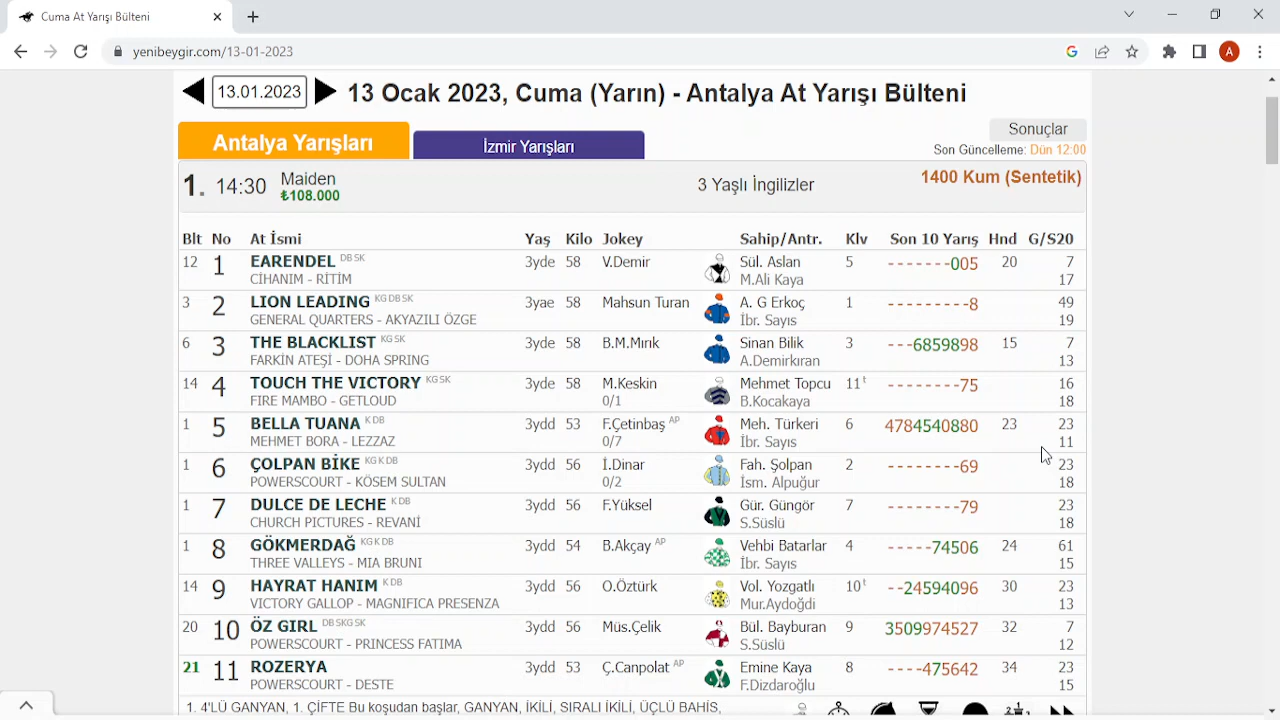 Cuma At Yarışı Bülteni
yenibeygir.com/13-01-2023
A
13.01.2023 13 Ocak 2023, Cuma (Yarın) - Antalya At Yarışı Bülteni
Antalya Yarışları İzmir Yarışları Sonuçlar
Son Güncelleme: Dün 12:00
1. 14:30 Maiden 3 Yaşlı İngilizler 1400 Kum (Sentetik)
₺108.000
Blt No At İsmi Yaş Kilo Jokey Sahip/Antr. Klv Son 10 Yarış Hnd G/S20
12 1 EARENDEL DB SK 3yde 58 V.Demir Sül. Aslan 5 - - - - - - -005 20 7
CİHANIM - RİTİM M.Ali Kaya 17
3 2 LION LEADING KG DB SK 3yae 58 Mahsun Turan A. G Erkoç 1 - - - - - - - - -8 49
GENERAL QUARTERS - AKYAZILI ÖZGE İbr. Sayıs 19
6 3 THE BLACKLIST KG SK 3yde 58 B.M.Mırık Sinan Bilik 3 - - -6859898 15 7
FARKİN ATEŞİ - DOHA SPRING A.Demirkıran 13
14 4 TOUCH THE VICTORY KG SK 3yde 58 M.Keskin Mehmet Topcu 11 t - - - - - - - -75 16
FIRE MAMBO - GETLOUD 0/1 B.Kocakaya 18
1 5 BELLA TUANA K DB 3ydd 53 F.Çetinbaş AP Meh. Türkeri 6 4784540880 23 23
MEHMET BORA - LEZZAZ 0/7 İbr. Sayıs 11
1 6 ÇOLPAN BİKE KG K DB 3ydd 56 İ.Dinar Fah. Şolpan 2 - - - - - - - -69 23
POWERSCOURT - KÖSEM SULTAN 0/2 İsm. Alpuğur 18
1 7 DULCE DE LECHE K DB 3ydd 56 F.Yüksel Gür. Güngör 7 - - - - - - - -79 23
CHURCH PICTURES - REVANİ S.Süslü 18
1 8 GÖKMERDAĞ KG K DB 3ydd 54 B.Akçay AP Vehbi Batarlar 4 - - - - -74506 24 61
THREE VALLEYS - MIA BRUNI İbr. Sayıs 15
14 9 HAYRAT HANIM K DB 3ydd 56 O.Öztürk Vol. Yozgatlı 10 t - -24594096 30 23
VICTORY GALLOP - MAGNIFICA PRESENZA Mur.Aydoğdi 13
20 10 ÖZ GIRL DB SKG SK 3ydd 56 Müs.Çelik Bül. Bayburan 9 3509974527 32 7
POWERSCOURT - PRINCESS FATIMA S.Süslü 12
21 11 ROZERYA 3ydd 53 Ç.Canpolat AP Emine Kaya 8 - - - -475642 34 23
POWERSCOURT - DESTE F.Dizdaroğlu 15
1. 4'LÜ GANYAN, 1. ÇİFTE Bu koşudan başlar, GANYAN, İKİLİ, SIRALI İKİLİ, ÜÇLÜ BAHİS,